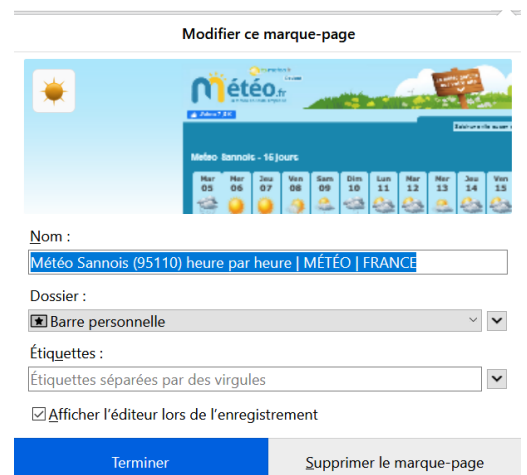 Modifier ce marque-page
météo.fr
Météo Sannois - 16 jours
Mar Mer Jeu Ven Sam Dim Lun Mar Mer Jeu Ven
05 06 07 08 09 10 11 12 13 14 15
Nom :
Météo Sannois (95110) heure par heure | MÉTÉO | FRANCE
Dossier :
Barre personnelle
Étiquettes :
Étiquettes séparées par des virgules
Afficher l'éditeur lors de l'enregistrement
Terminer Supprimer le marque-page